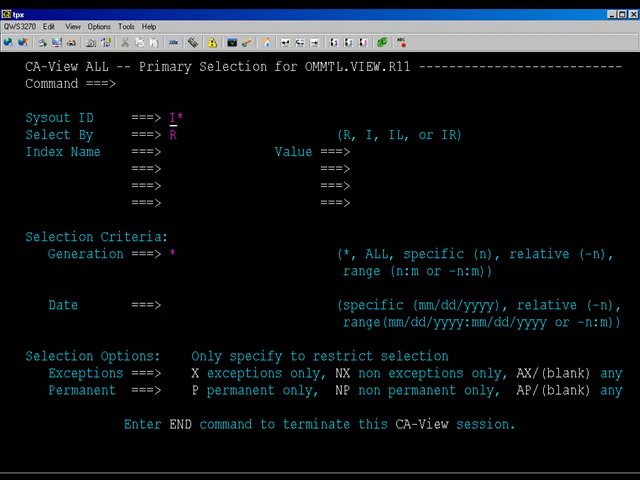 tpx
QWS3270 Edit View Options Tools Help
CA-View ALL -- Primary Selection for OMMTL.VIEW.R11 -------------------------
Command ===>
Sysout ID ===> I*
Select By ===> R (R, I, IL, or IR)
Index Name ===> Value ===>
===> ===>
===> ===>
===> ===>
Selection Criteria:
Generation ===> * (*, ALL, specific (n), relative (-n),
range (n:m or -n:m))
Date ===> (specific (mm/dd/yyyy), relative (-n),
range(mm/dd/yyyy:mm/dd/yyyy or -n:m))
Selection Options: Only specify to restrict selection
Exceptions ===> X exceptions only, NX non exceptions only, AX/(blank) any
Permanent ===> P permanent only, NP non permanent only, AP/(blank) any
Enter END command to terminate this CA-View session.